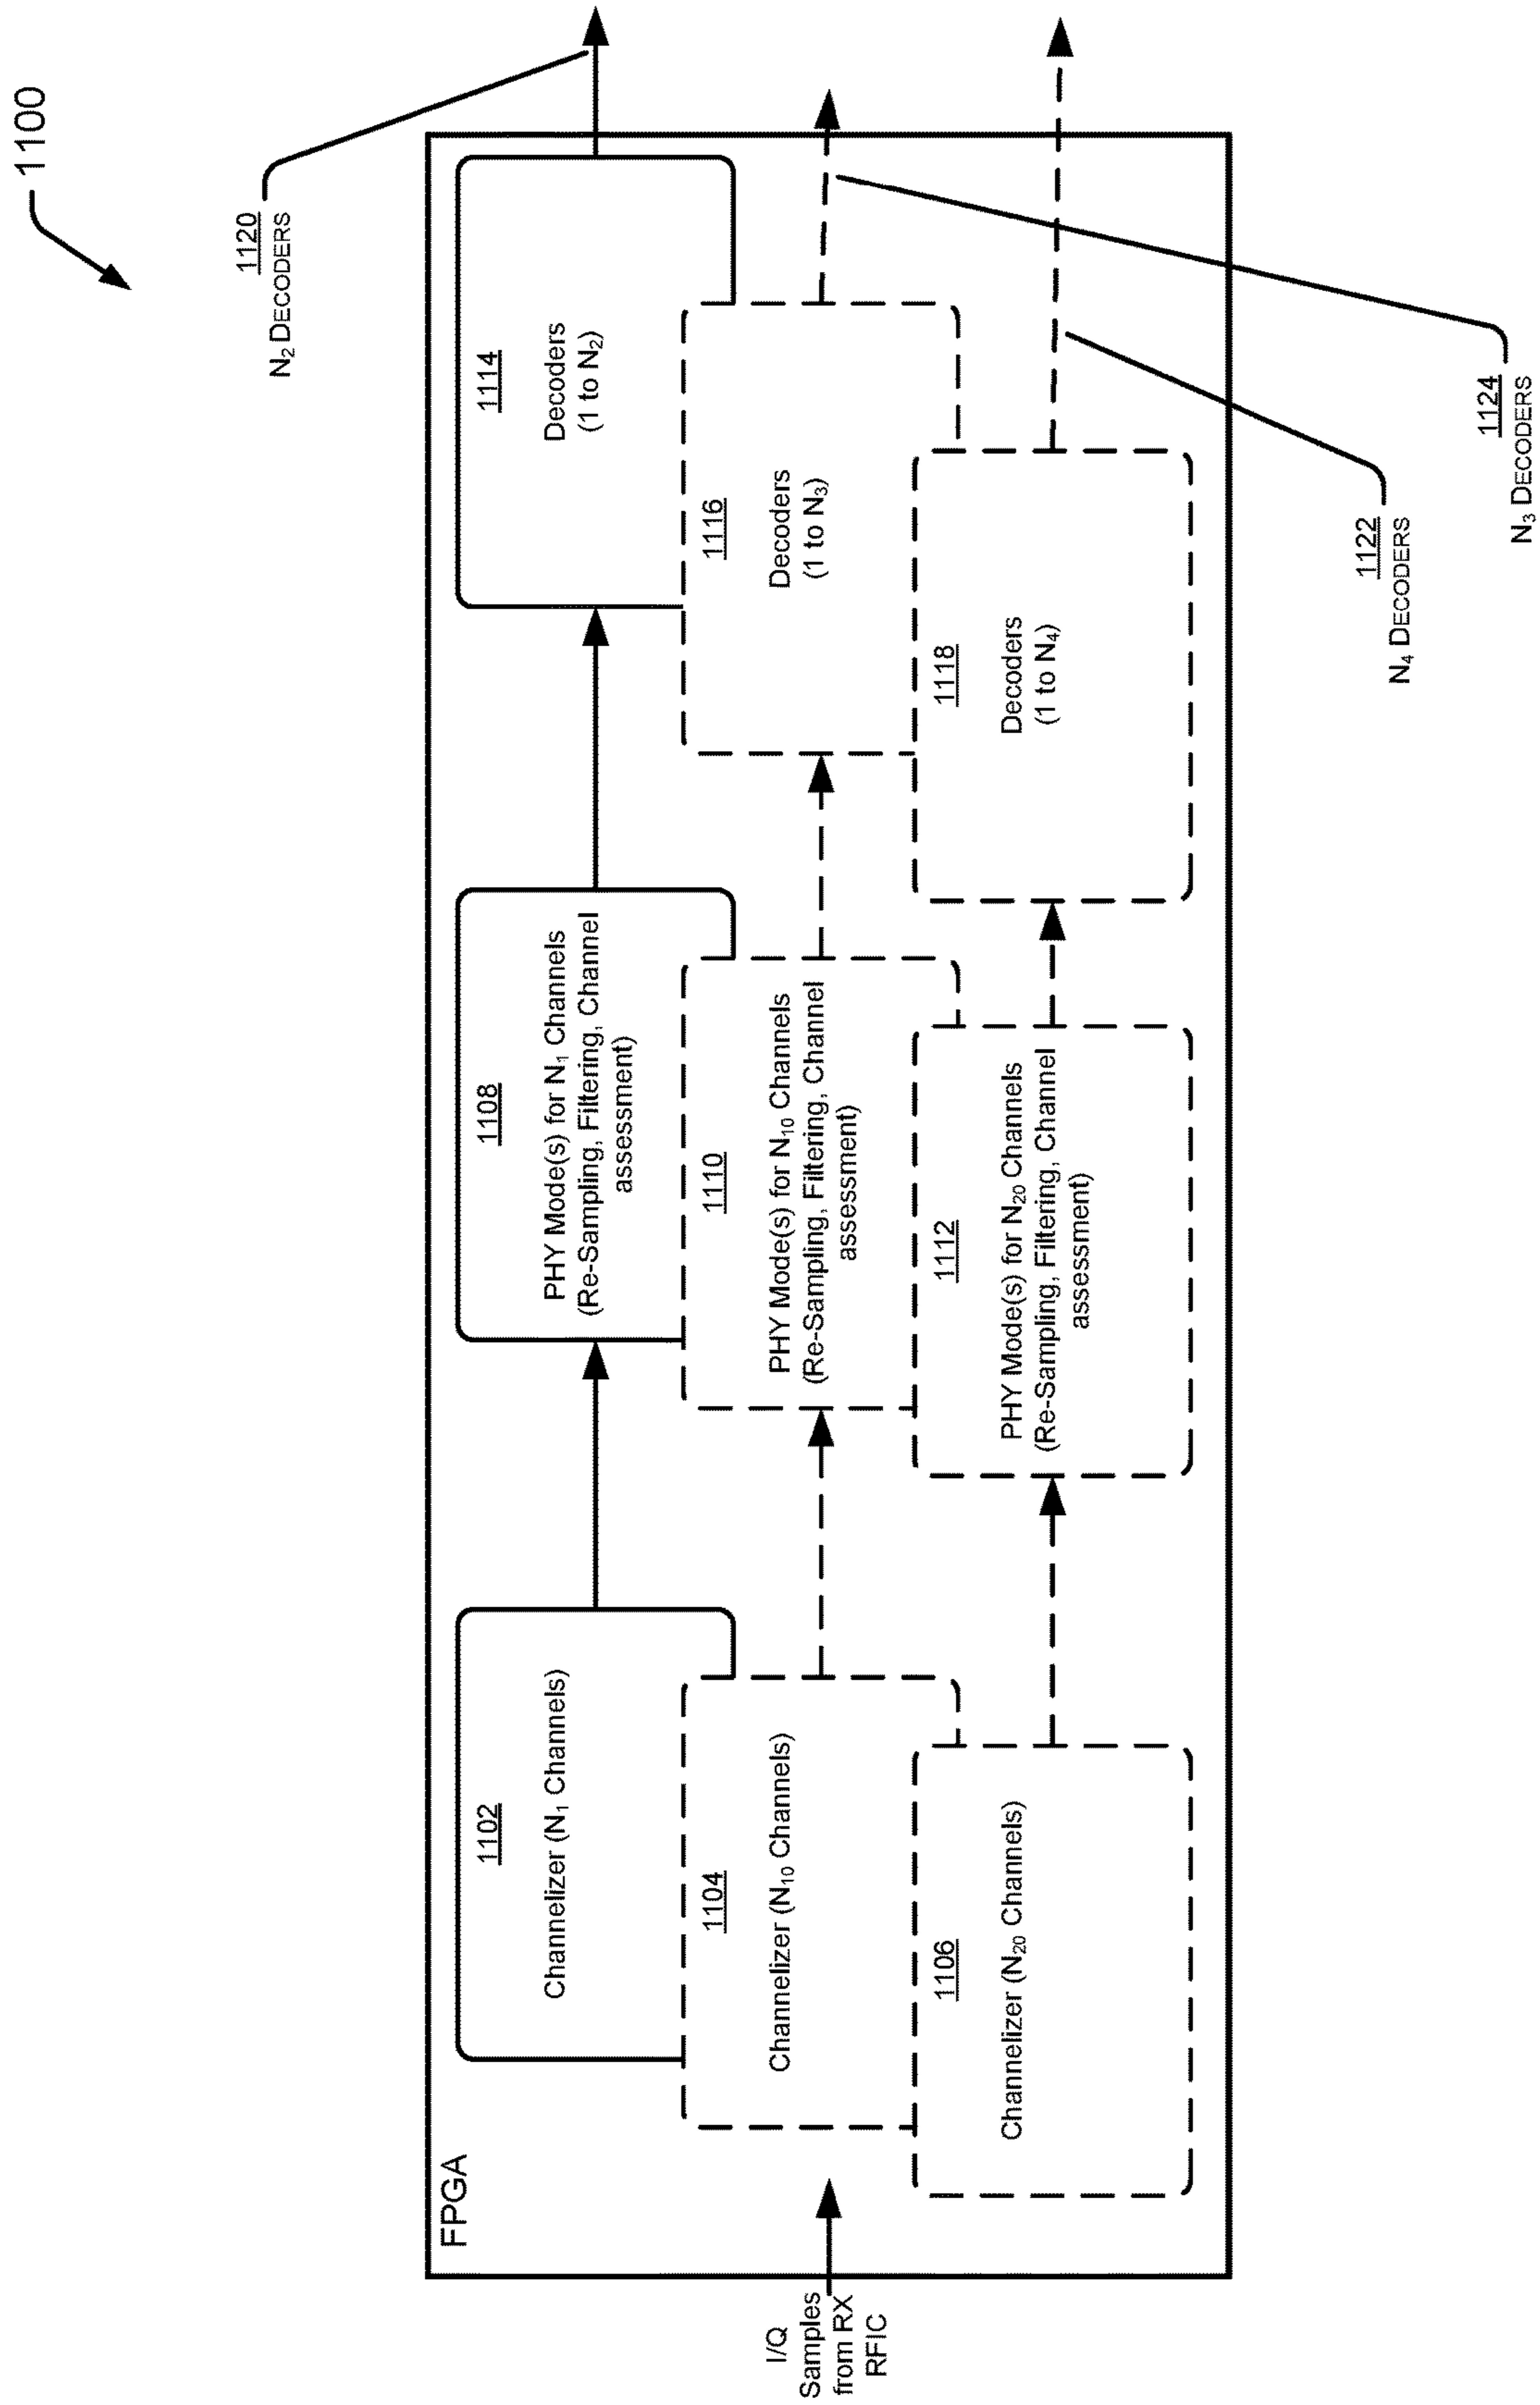 1100
FPGA
I/Q
Samples
from RX
RFIC
1102
Channelizer (N₁ Channels)
1104
Channelizer (N₁₀ Channels)
1106
Channelizer (N₂₀ Channels)
1108
PHY Mode(s) for N₁ Channels
(Re-Sampling, Filtering, Channel
assessment)
1110
PHY Mode(s) for N₁₀ Channels
(Re-Sampling, Filtering, Channel
assessment)
1112
PHY Mode(s) for N₂₀ Channels
(Re-Sampling, Filtering, Channel
assessment)
1114
Decoders
(1 to N₂)
1116
Decoders
(1 to N₃)
1118
Decoders
(1 to N₄)
1120
N₂ DECODERS
1122
N₄ DECODERS
1124
N₃ DECODERS